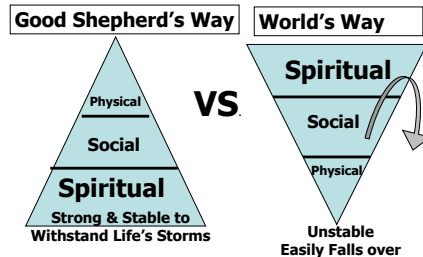 Good Shepherd's Way
World's Way
Physical
Social
Spiritual
Strong & Stable to
Withstand Life's Storms
VS.
Spiritual
Social
Physical
Unstable
Easily Falls over